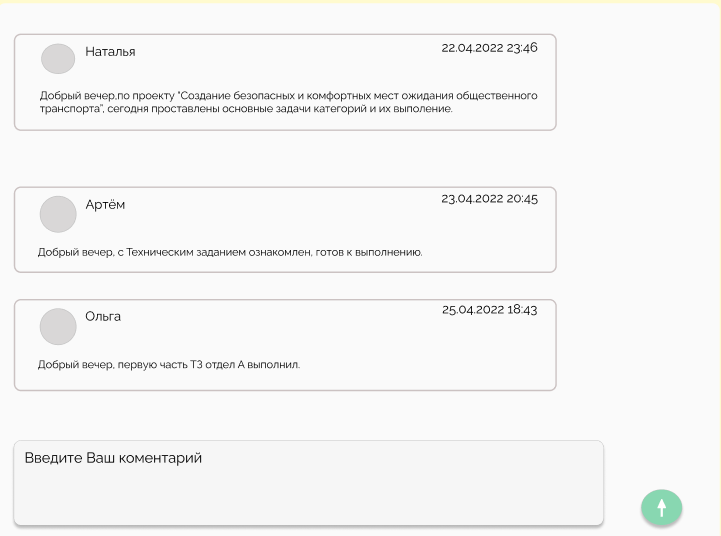 Наталья
22.04.2022 23:46
Добрый вечер,по проекту "Создание безопасных и комфортных мест ожидания общественного
транспорта", сегодня проставлены основные задачи категорий и их выполение.
Артём
23.04.2022 20:45
Добрый вечер, с Техническим заданием ознакомлен, готов к выполнению.
Ольга
25.04.2022 18:43
Добрый вечер, первую часть ТЗ отдел А выполнил.
Введите Ваш коментарий